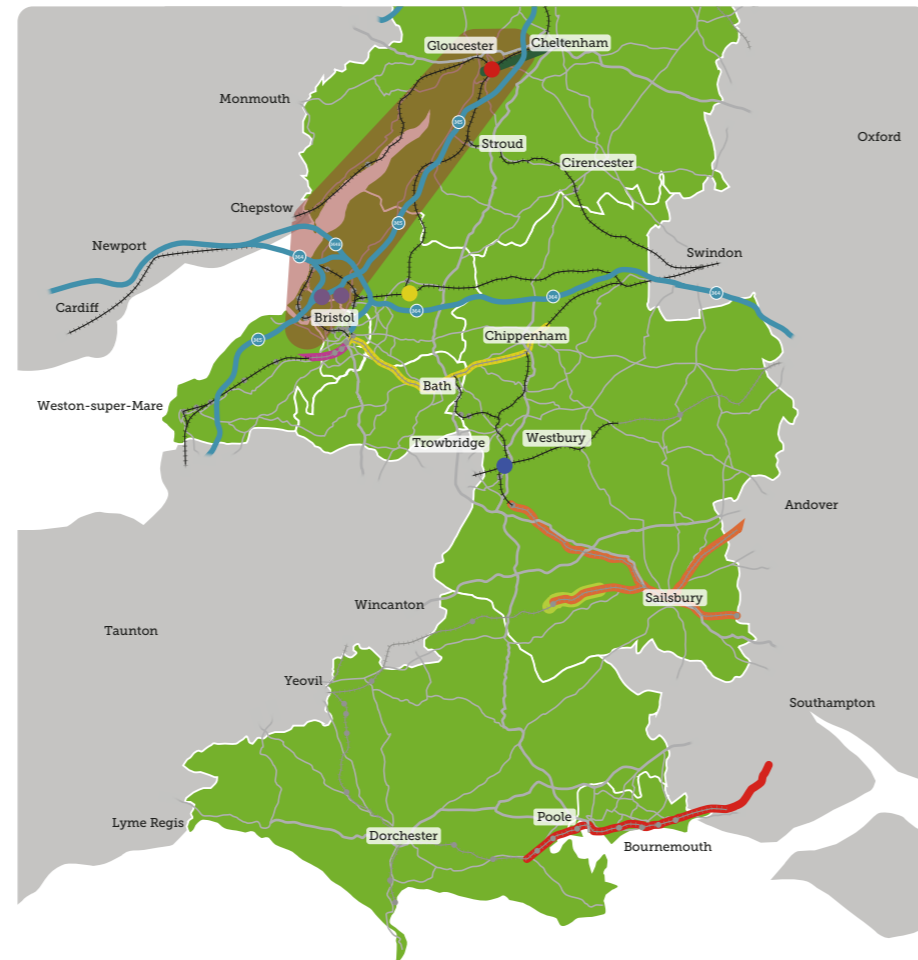 Gloucester
Cheltenham
Monmouth
Oxford
Stroud
Cirencester
Chepstow
Newport
Swindon
Cardiff
Bristol
Chippenham
Bath
Weston-super-Mare
Trowbridge
Westbury
Andover
Sailsbury
Wincanton
Taunton
Yeovil
Southampton
Lyme Regis
Poole
Dorchester
Bournemouth